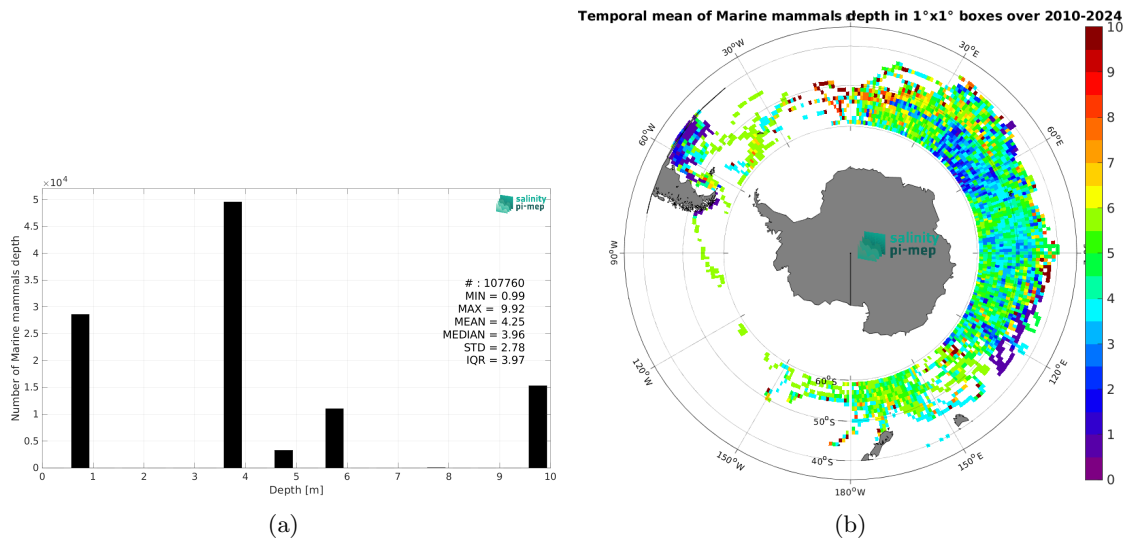 ×10⁴
5
4.5
4
3.5
3
2.5
2
1.5
1
0.5
0
Number of Marine mammals depth
salinity
pi-mep
# : 107760
MIN = 0.99
MAX = 9.92
MEAN = 4.25
MEDIAN = 3.96
STD = 2.78
IQR = 3.97
0 1 2 3 4 5 6 7 8 9 10
Depth [m]
(a)
Temporal mean of Marine mammals depth in 1°x1° boxes over 2010-2024
30°W
30°E
60°W
60°E
90°W
120°W
120°E
150°W
150°E
180°W
60°S
50°S
40°S
salinity
pi-mep
10
9
8
7
6
5
4
3
2
1
0
(b)